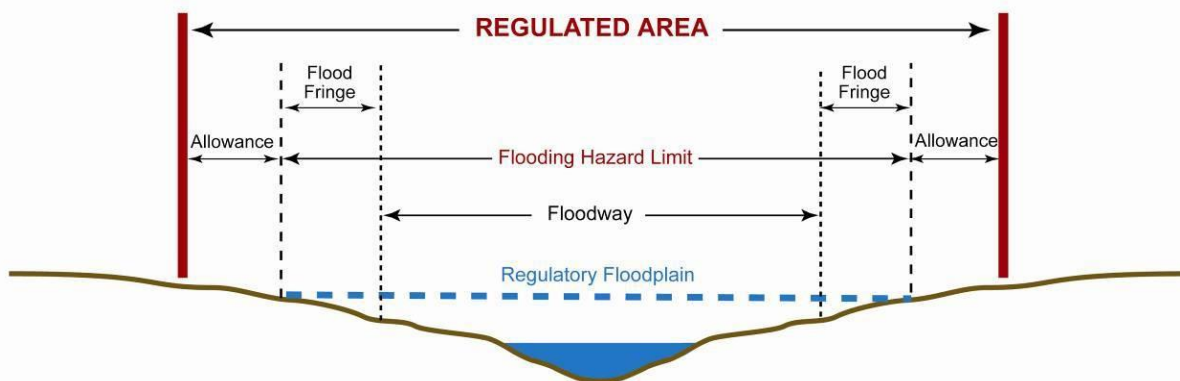 REGULATED AREA
Flood
Fringe
Flood
Fringe
Allowance
Flooding Hazard Limit
Allowance
Floodway
Regulatory Floodplain